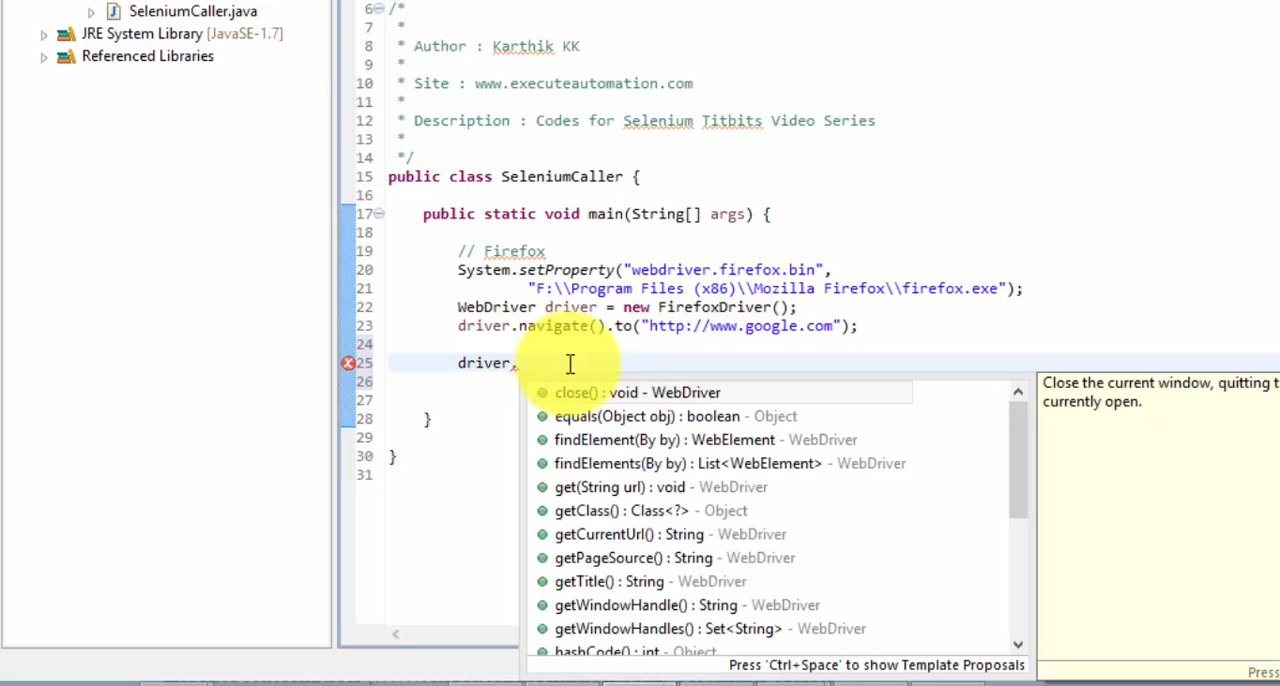 SeleniumCaller.java
JRE System Library [JavaSE-1.7]
Referenced Libraries
6 /*
7 *
8 * Author : Karthik KK
9 *
10 * Site : www.executeautomation.com
11 *
12 * Description : Codes for Selenium Titbits Video Series
13 *
14 */
15 public class SeleniumCaller {
16
17 public static void main(String[] args) {
18
19 // Firefox
20 System.setProperty("webdriver.firefox.bin",
21 "F:\\Program Files (x86)\\Mozilla Firefox\\firefox.exe");
22 WebDriver driver = new FirefoxDriver();
23 driver.navigate().to("http://www.google.com");
24
25 driver.
26
27
28 }
29
30 }
31
close() : void - WebDriver
equals(Object obj) : boolean - Object
findElement(By by) : WebElement - WebDriver
findElements(By by) : List<WebElement> - WebDriver
get(String url) : void - WebDriver
getClass() : Class<?> - Object
getCurrentUrl() : String - WebDriver
getPageSource() : String - WebDriver
getTitle() : String - WebDriver
getWindowHandle() : String - WebDriver
getWindowHandles() : Set<String> - WebDriver
hashCode() : int - Object
Press 'Ctrl+Space' to show Template Proposals
Close the current window, quitting t
currently open.
Press